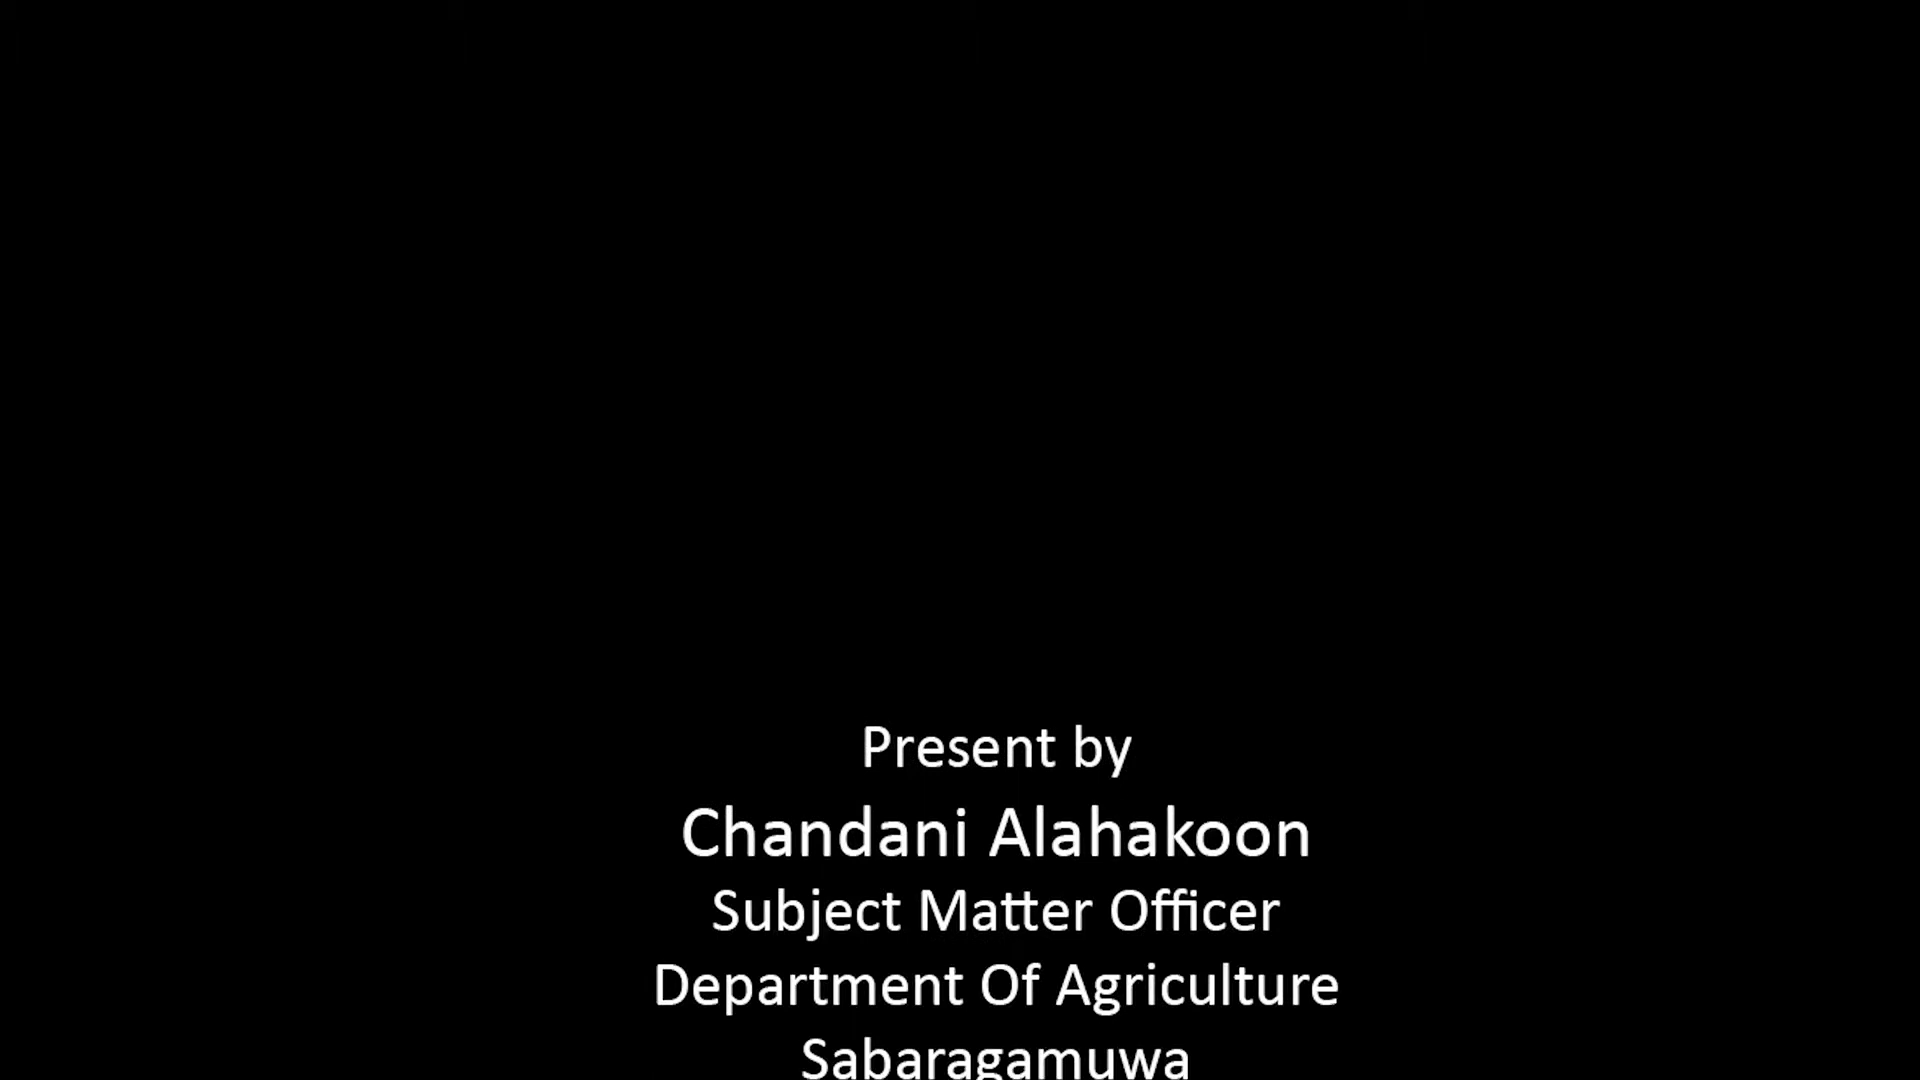 Present by
Chandani Alahakoon
Subject Matter Officer
Department Of Agriculture
Sabaragamuwa